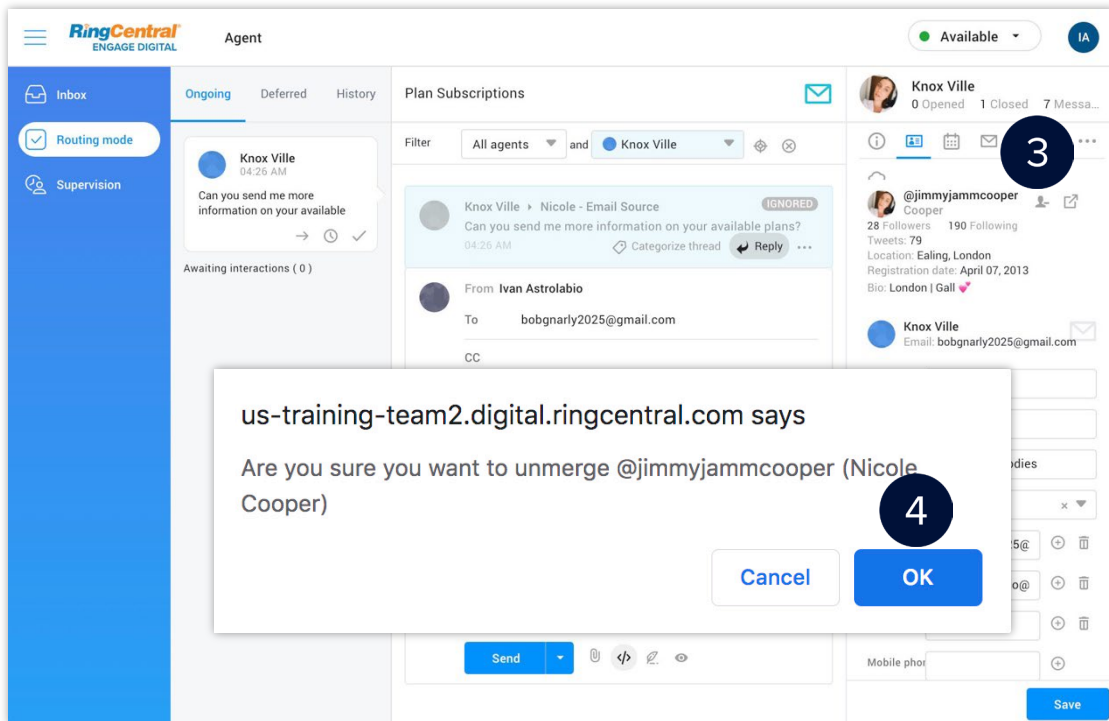 RingCentral®
ENGAGE DIGITAL
Agent
Available
IA
Inbox
Routing mode
Supervision
Ongoing Deferred History
Knox Ville
04:26 AM
Can you send me more
information on your available
Awaiting interactions ( 0 )
Plan Subscriptions
Filter All agents and Knox Ville
Knox Ville Nicole - Email Source IGNORED
Can you send me more information on your available plans?
04:26 AM Categorize thread Reply ...
From Ivan Astrolabio
To bobgnarly2025@gmail.com
CC
Knox Ville
0 Opened 1 Closed 7 Messa...
3
@jimmyjammcooper
Cooper
28 Followers 190 Following
Tweets: 79
Location: Ealing, London
Registration date: April 07, 2013
Bio: London | Gall 💕
Knox Ville
Email: bobgnarly2025@gmail.com
us-training-team2.digital.ringcentral.com says
Are you sure you want to unmerge @jimmyjammcooper (Nicole
Cooper)
4
Cancel OK
Send
Save